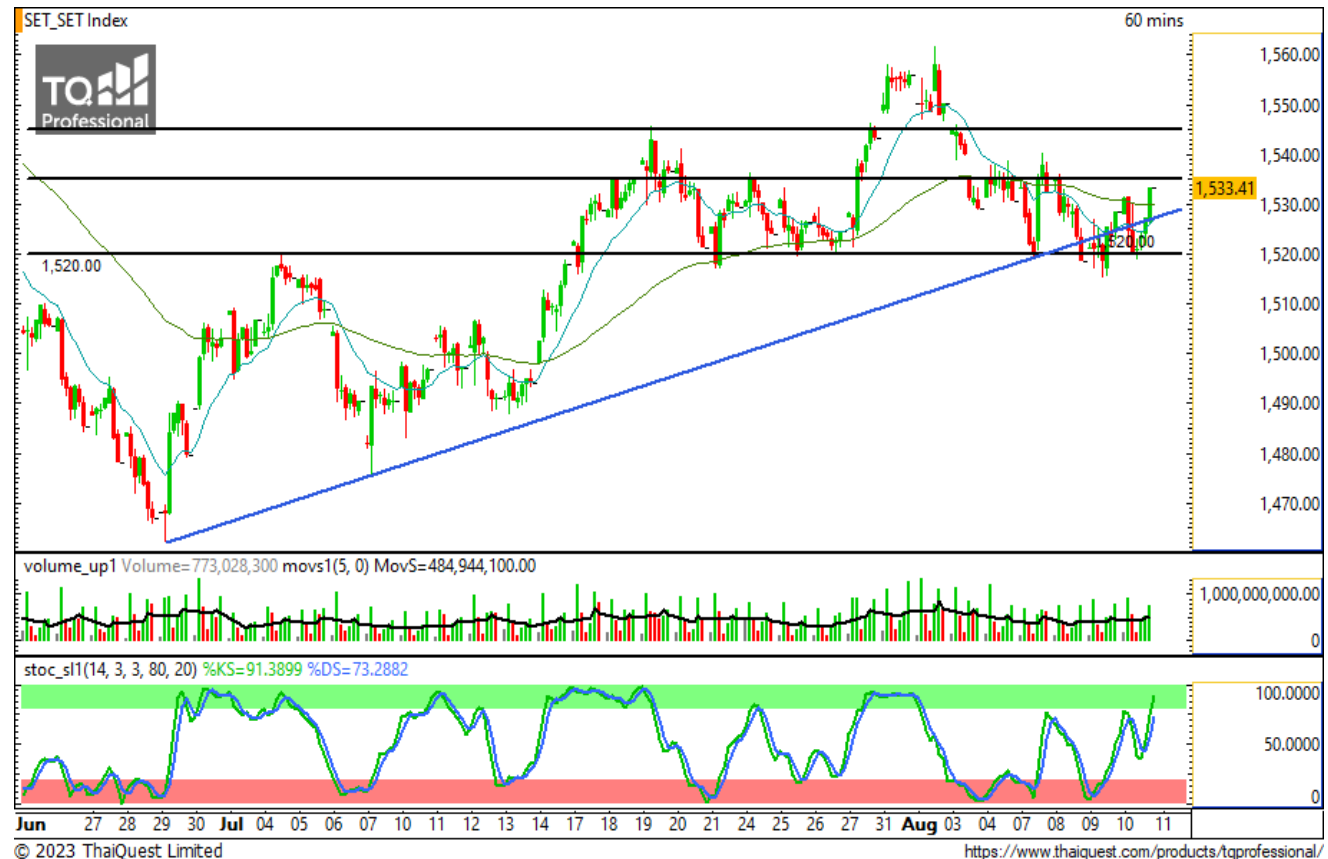 SET_SET Index 60 mins
TQ
Professional
1,560.00
1,550.00
1,540.00
1,533.41
1,530.00
1,520.00
1,520.00
1,520.00
1,510.00
1,500.00
1,490.00
1,480.00
1,470.00
volume_up1 Volume=773,028,300 movs1(5, 0) MovS=484,944,100.00
1,000,000,000.00
0
stoc_sl1(14, 3, 3, 80, 20) %KS=91.3899 %DS=73.2882
100.0000
50.0000
0
Jun 27 28 29 30 Jul 04 05 06 07 10 11 12 13 14 17 18 19 20 21 24 25 26 27 31 Aug 03 04 07 08 09 10 11
© 2023 ThaiQuest Limited https://www.thaiquest.com/products/tqprofessional/